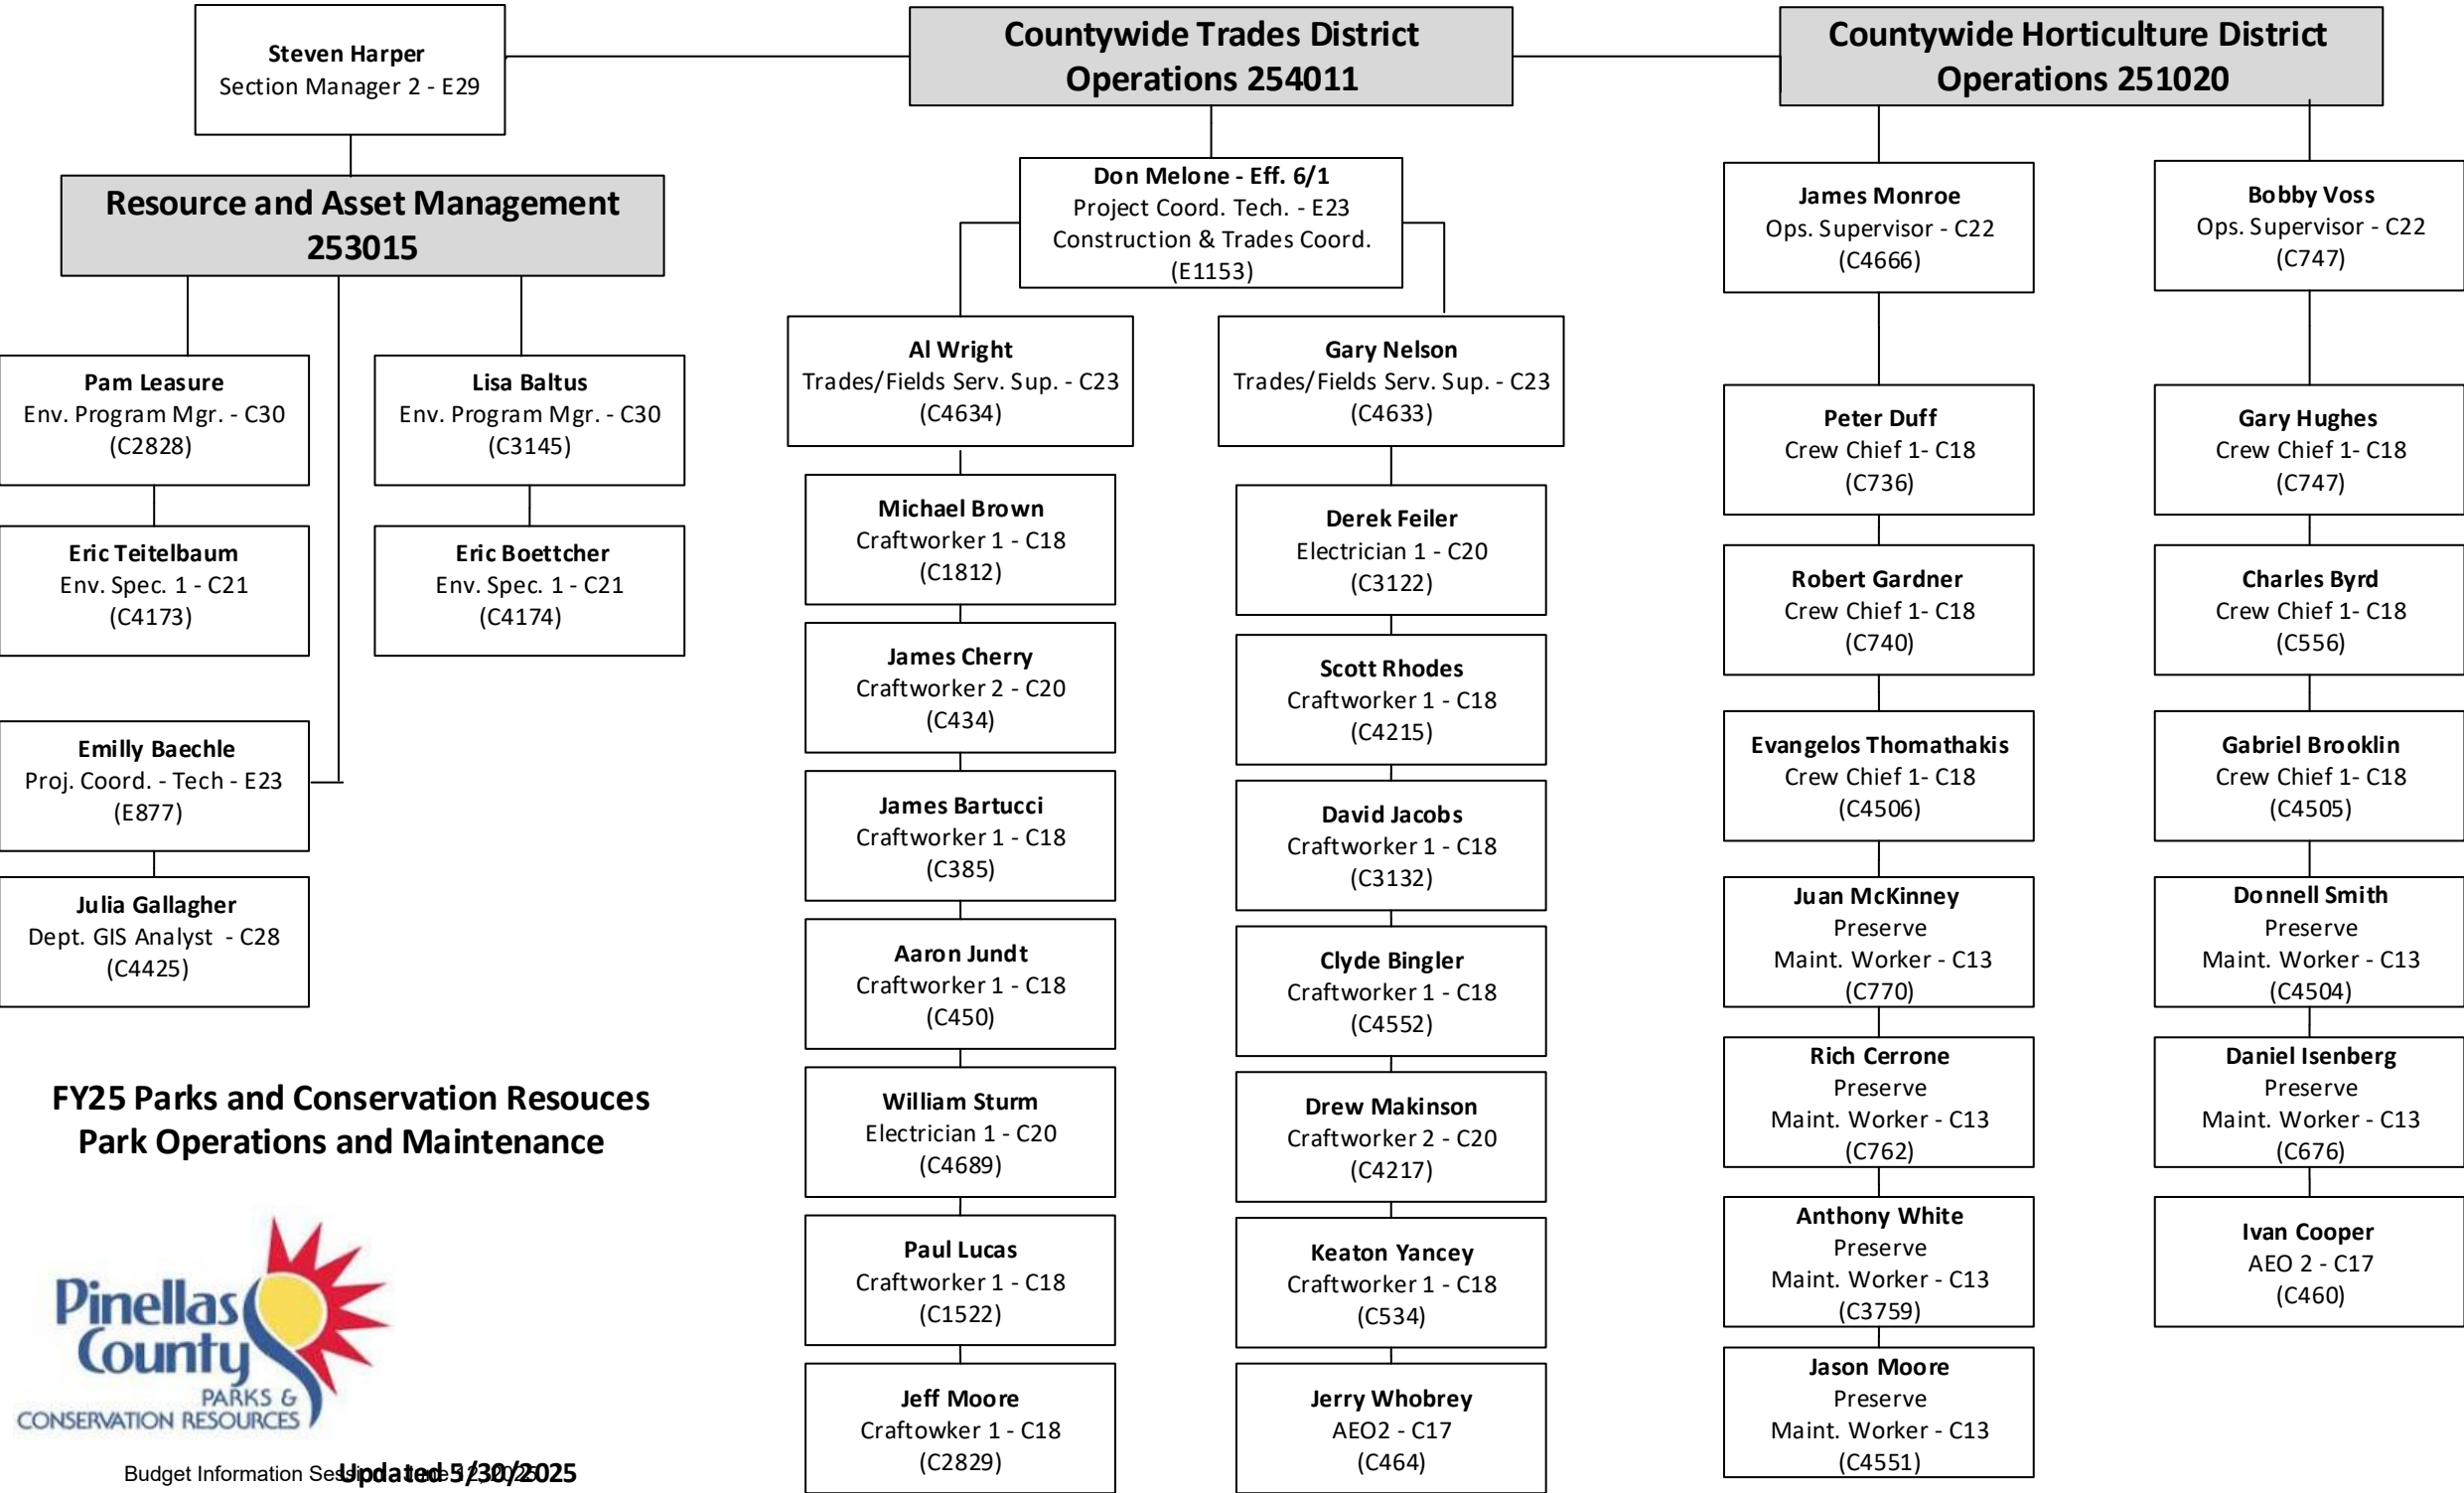 Steven Harper
Section Manager 2 - E29
Countywide Trades District
Operations 254011
Countywide Horticulture District
Operations 251020
Resource and Asset Management
253015
Pam Leasure
Env. Program Mgr. - C30
(C2828)
Lisa Baltus
Env. Program Mgr. - C30
(C3145)
Eric Teitelbaum
Env. Spec. 1 - C21
(C4173)
Eric Boettcher
Env. Spec. 1 - C21
(C4174)
Emilly Baechle
Proj. Coord. - Tech - E23
(E877)
Julia Gallagher
Dept. GIS Analyst - C28
(C4425)
Don Melone - Eff. 6/1
Project Coord. Tech. - E23
Construction & Trades Coord.
(E1153)
Al Wright
Trades/Fields Serv. Sup. - C23
(C4634)
Michael Brown
Craftworker 1 - C18
(C1812)
James Cherry
Craftworker 2 - C20
(C434)
James Bartucci
Craftworker 1 - C18
(C385)
Aaron Jundt
Craftworker 1 - C18
(C450)
William Sturm
Electrician 1 - C20
(C4689)
Paul Lucas
Craftworker 1 - C18
(C1522)
Jeff Moore
Craftowker 1 - C18
(C2829)
Gary Nelson
Trades/Fields Serv. Sup. - C23
(C4633)
Derek Feiler
Electrician 1 - C20
(C3122)
Scott Rhodes
Craftworker 1 - C18
(C4215)
David Jacobs
Craftworker 1 - C18
(C3132)
Clyde Bingler
Craftworker 1 - C18
(C4552)
Drew Makinson
Craftworker 2 - C20
(C4217)
Keaton Yancey
Craftworker 1 - C18
(C534)
Jerry Whobrey
AEO2 - C17
(C464)
James Monroe
Ops. Supervisor - C22
(C4666)
Peter Duff
Crew Chief 1- C18
(C736)
Robert Gardner
Crew Chief 1- C18
(C740)
Evangelos Thomathakis
Crew Chief 1- C18
(C4506)
Juan McKinney
Preserve
Maint. Worker - C13
(C770)
Rich Cerrone
Preserve
Maint. Worker - C13
(C762)
Anthony White
Preserve
Maint. Worker - C13
(C3759)
Jason Moore
Preserve
Maint. Worker - C13
(C4551)
Bobby Voss
Ops. Supervisor - C22
(C747)
Gary Hughes
Crew Chief 1- C18
(C747)
Charles Byrd
Crew Chief 1- C18
(C556)
Gabriel Brooklin
Crew Chief 1- C18
(C4505)
Donnell Smith
Preserve
Maint. Worker - C13
(C4504)
Daniel Isenberg
Preserve
Maint. Worker - C13
(C676)
Ivan Cooper
AEO 2 - C17
(C460)
FY25 Parks and Conservation Resouces
Park Operations and Maintenance
Pinellas
County
PARKS &
CONSERVATION RESOURCES
Budget Information
Updated 5/30/2025